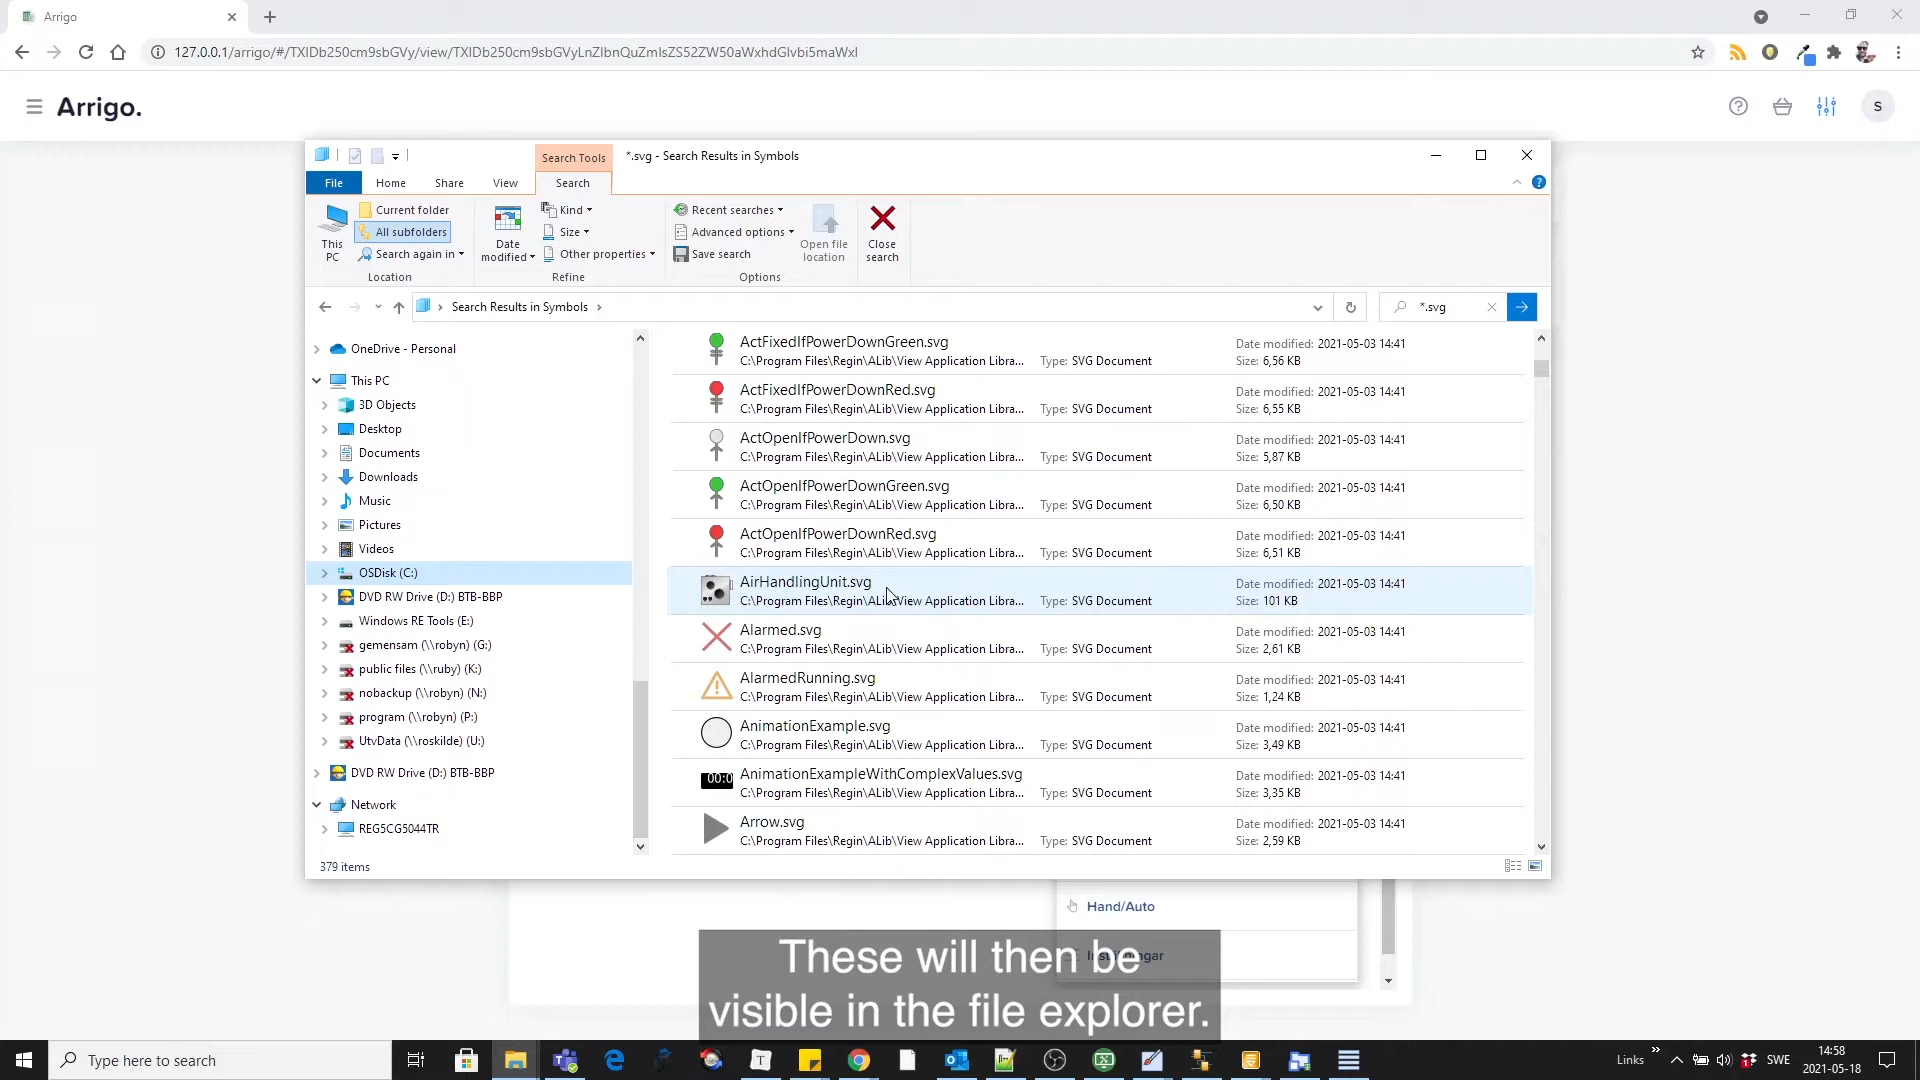 Arrigo
127.0.0.1/arrigo/#/TXlDb250cm9sbGVy/view/TXlDb250cm9sbGVyLnZlbnQuZmlsZS52ZW50aWxhdGlvbi5maWxl
Arrigo.
S
Search Tools
*.svg - Search Results in Symbols
File
Home
Share
View
Search
This PC
Current folder
All subfolders
Search again in
Location
Date modified
Kind
Size
Other properties
Refine
Recent searches
Advanced options
Save search
Options
Open file location
Close search
Search Results in Symbols
*.svg
OneDrive - Personal
This PC
3D Objects
Desktop
Documents
Downloads
Music
Pictures
Videos
OSDisk (C:)
DVD RW Drive (D:) BTB-BBP
Windows RE Tools (E:)
gemensam (\\robyn) (G:)
public files (\\ruby) (K:)
nobackup (\\robyn) (N:)
program (\\robyn) (P:)
UtvData (\\roskilde) (U:)
DVD RW Drive (D:) BTB-BBP
Network
REG5CG5044TR
379 items
ActFixedIfPowerDownGreen.svg Date modified: 2021-05-03 14:41
C:\Program Files\Regin\ALib\View Application Libra... Type: SVG Document Size: 6,56 KB
ActFixedIfPowerDownRed.svg Date modified: 2021-05-03 14:41
C:\Program Files\Regin\ALib\View Application Libra... Type: SVG Document Size: 6,55 KB
ActOpenIfPowerDown.svg Date modified: 2021-05-03 14:41
C:\Program Files\Regin\ALib\View Application Libra... Type: SVG Document Size: 5,87 KB
ActOpenIfPowerDownGreen.svg Date modified: 2021-05-03 14:41
C:\Program Files\Regin\ALib\View Application Libra... Type: SVG Document Size: 6,50 KB
ActOpenIfPowerDownRed.svg Date modified: 2021-05-03 14:41
C:\Program Files\Regin\ALib\View Application Libra... Type: SVG Document Size: 6,51 KB
AirHandlingUnit.svg Date modified: 2021-05-03 14:41
C:\Program Files\Regin\ALib\View Application Libra... Type: SVG Document Size: 101 KB
Alarmed.svg Date modified: 2021-05-03 14:41
C:\Program Files\Regin\ALib\View Application Libra... Type: SVG Document Size: 2,61 KB
AlarmedRunning.svg Date modified: 2021-05-03 14:41
C:\Program Files\Regin\ALib\View Application Libra... Type: SVG Document Size: 1,24 KB
AnimationExample.svg Date modified: 2021-05-03 14:41
C:\Program Files\Regin\ALib\View Application Libra... Type: SVG Document Size: 3,49 KB
00:0 AnimationExampleWithComplexValues.svg Date modified: 2021-05-03 14:41
C:\Program Files\Regin\ALib\View Application Libra... Type: SVG Document Size: 3,35 KB
Arrow.svg Date modified: 2021-05-03 14:41
C:\Program Files\Regin\ALib\View Application Libra... Type: SVG Document Size: 2,59 KB
Hand/Auto
These will then be
visible in the file explorer.
Type here to search
Links
SWE
14:58
2021-05-18